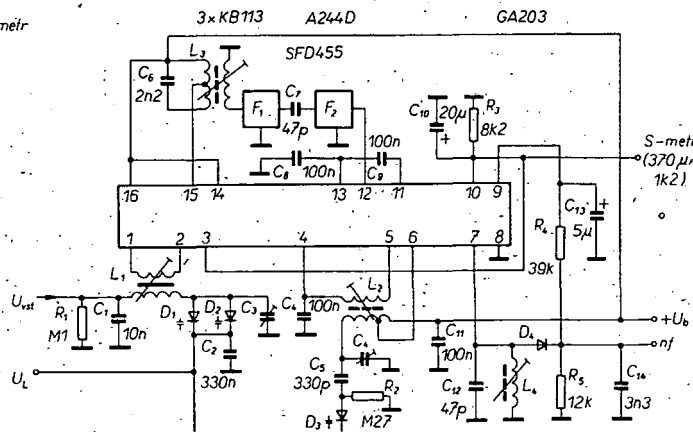 metr
3xKB113 A244D GA203
L3 SFD455
C6
2n2
F1 C7 F2
47p
C10 20µ R3
8k2
S-metr
(370µA
1k2)
100n
C8 100n C9
16 15 14 13 12 11 10 9
C13 +
5µ
R4
39k
1 2 3 4 5 6 7 8
L1 L2
Uvst
R1 C1 D1 D2 C3 C4 100n
M1 10n
C2
330n
UL
C4
C5
330p
R2
M27
D3
C11
100n
+Ub
D4 nf
C12
47p
L4
R5
12k
C14
3n3